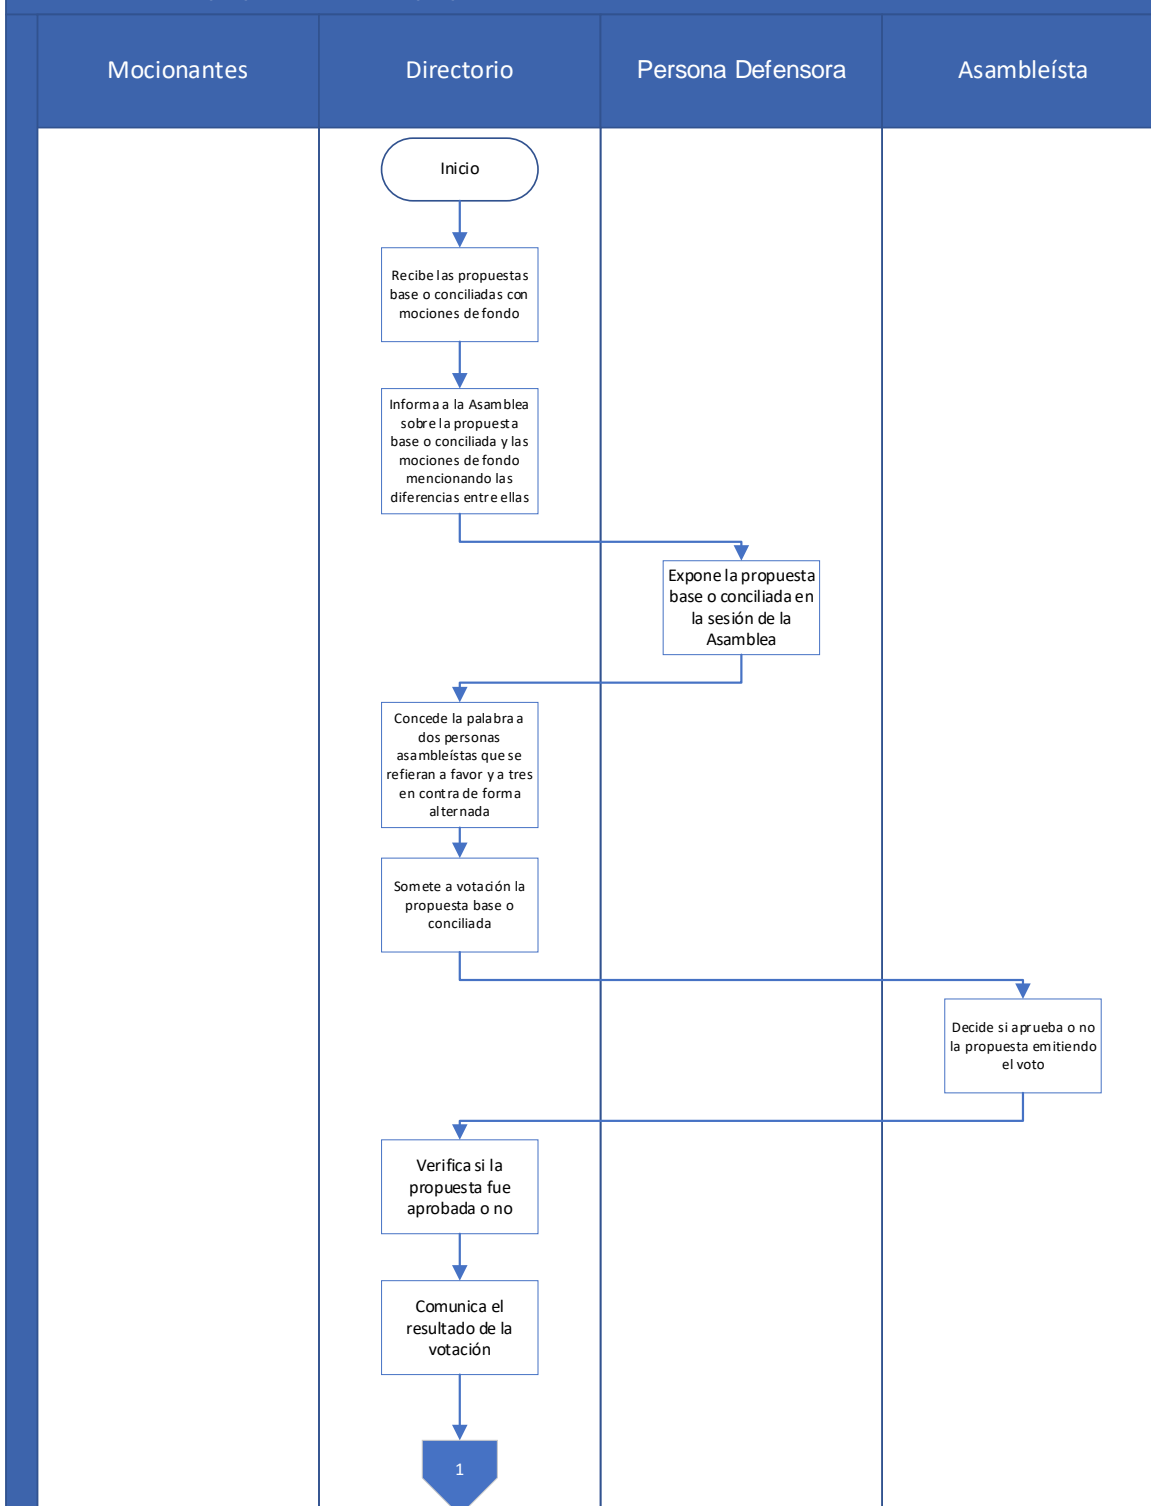 Mocionantes
Directorio
Persona Defensora
Asambleísta
Inicio
Recibe las propuestas
base o conciliadas con
mociones de fondo
Informa a la Asamblea
sobre la propuesta
base o conciliada y las
mociones de fondo
mencionando las
diferencias entre ellas
Expone la propuesta
base o conciliada en
la sesión de la
Asamblea
Concede la palabra a
dos personas
asambleístas que se
refieran a favor y a tres
en contra de forma
alternada
Somete a votación la
propuesta base o
conciliada
Decide si aprueba o no
la propuesta emitiendo
el voto
Verifica si la
propuesta fue
aprobada o no
Comunica el
resultado de la
votación
1